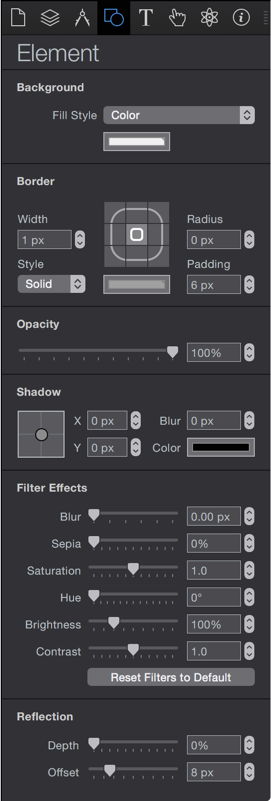 T
Element
Background
Fill Style Color
Border
Width Radius
1 px 0 px
Style Padding
Solid 6 px
Opacity
100%
Shadow
X 0 px Blur 0 px
Y 0 px Color
Filter Effects
Blur 0.00 px
Sepia 0%
Saturation 1.0
Hue 0°
Brightness 100%
Contrast 1.0
Reset Filters to Default
Reflection
Depth 0%
Offset 8 px